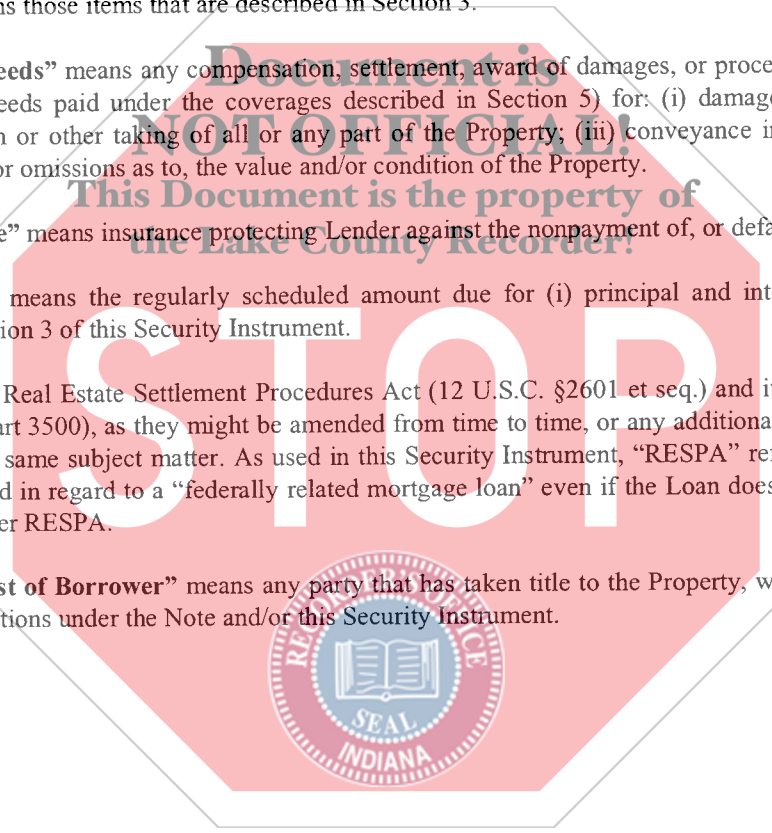 ns those items that are described in Section 3.
Document is
eeds” means any compensation, settlement, award of damages, or proce
eeds paid under the coverages described in Section 5) for: (i) damag
NOT OFFICIAL!
n or other taking of all or any part of the Property; (iii) conveyance i
or omissions as to, the value and/or condition of the Property.
This Document is the property of
e” means insurance protecting Lender against the nonpayment of, or defa
the Lake County Recorder!
means the regularly scheduled amount due for (i) principal and int
ion 3 of this Security Instrument.
STOP
Real Estate Settlement Procedures Act (12 U.S.C. §2601 et seq.) and i
art 3500), as they might be amended from time to time, or any additiona
same subject matter. As used in this Security Instrument, “RESPA” re
d in regard to a “federally related mortgage loan” even if the Loan does
er RESPA.
st of Borrower” means any party that has taken title to the Property, w
tions under the Note and/or this Security Instrument.
RECORDER'S OFFICE
SEAL
INDIANA